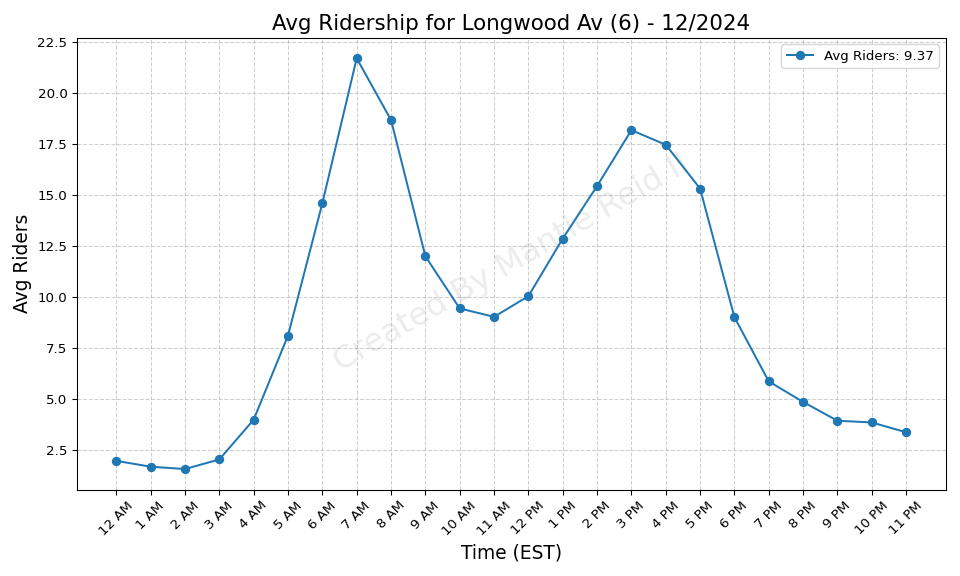 Avg Ridership for Longwood Av (6) - 12/2024
Avg Riders: 9.37
22.5
20.0
17.5
15.0
12.5
10.0
7.5
5.0
2.5
Avg Riders
Created By Mantie Reid
12 AM
1 AM
2 AM
3 AM
4 AM
5 AM
6 AM
7 AM
8 AM
9 AM
10 AM
11 AM
12 PM
1 PM
2 PM
3 PM
4 PM
5 PM
6 PM
7 PM
8 PM
9 PM
10 PM
11 PM
Time (EST)